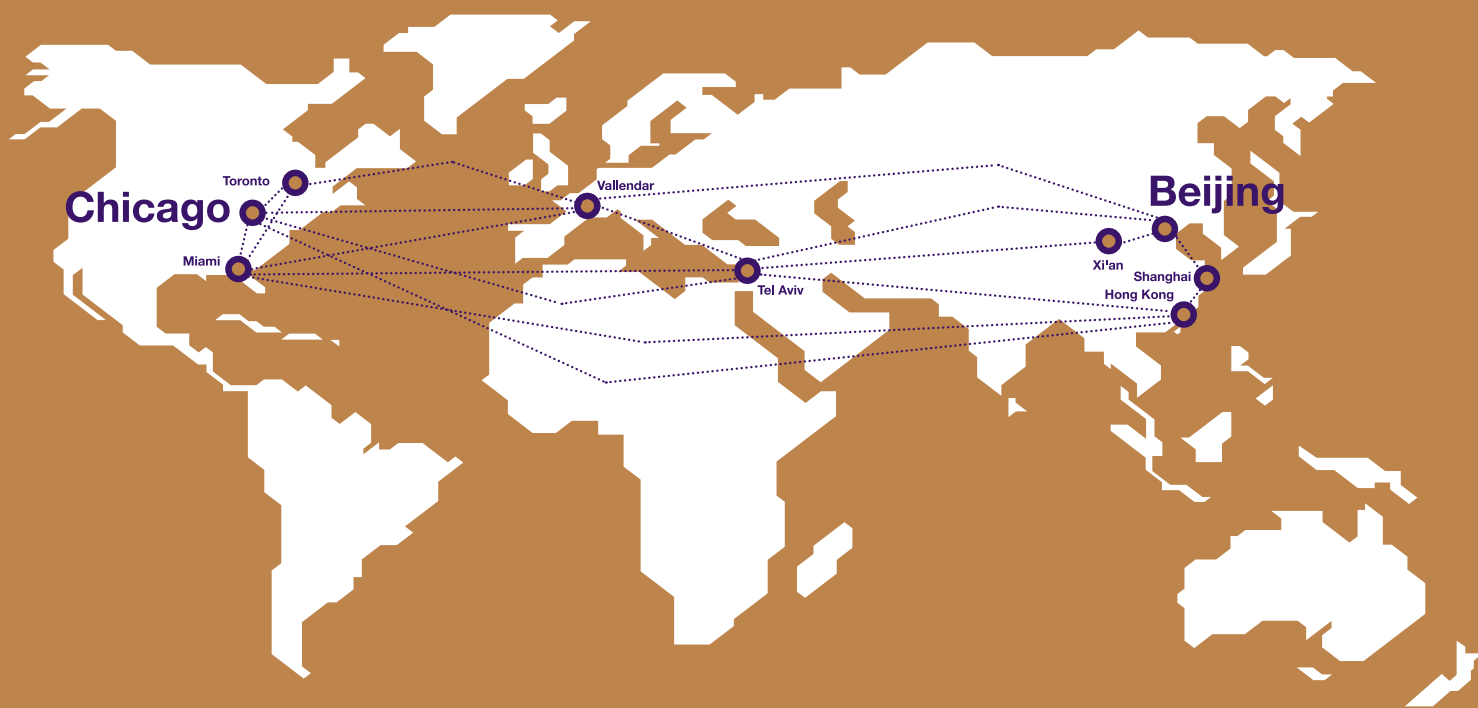 Toronto
Vallendar
Chicago
Beijing
Miami
Xi'an
Shanghai
Tel Aviv
Hong Kong